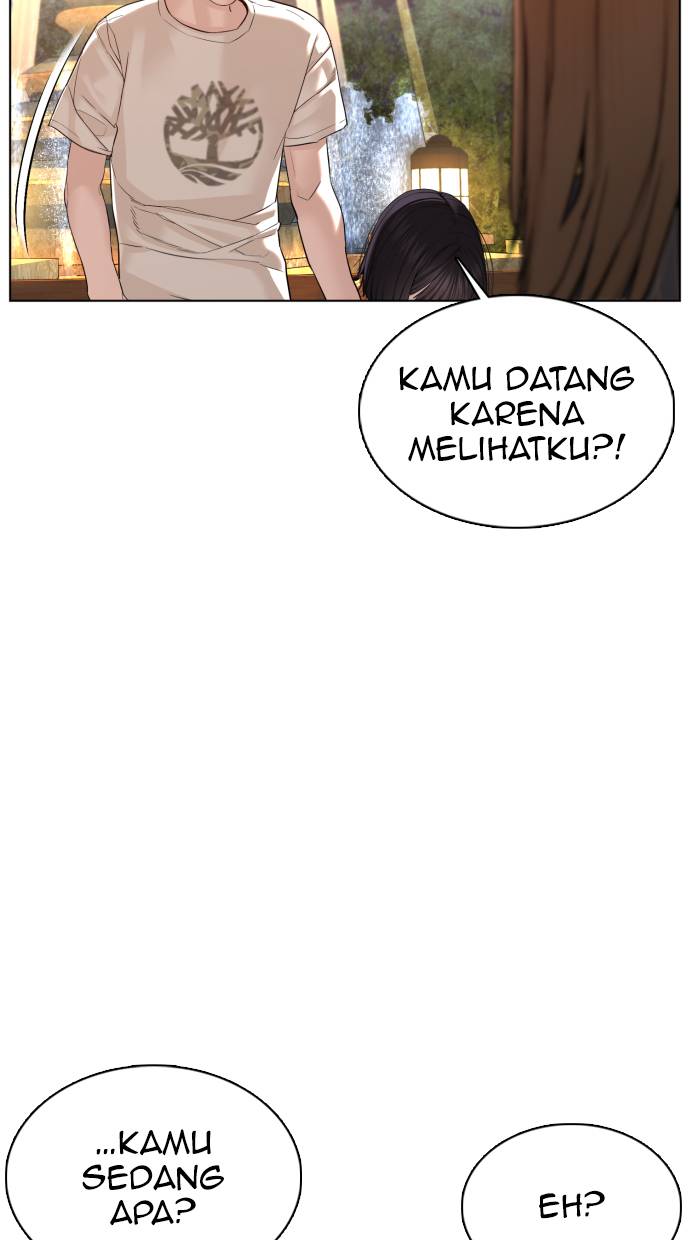 KAMU DATANG
KARENA
MELIHATKU?!
...KAMU
SEDANG
APA?
EH?